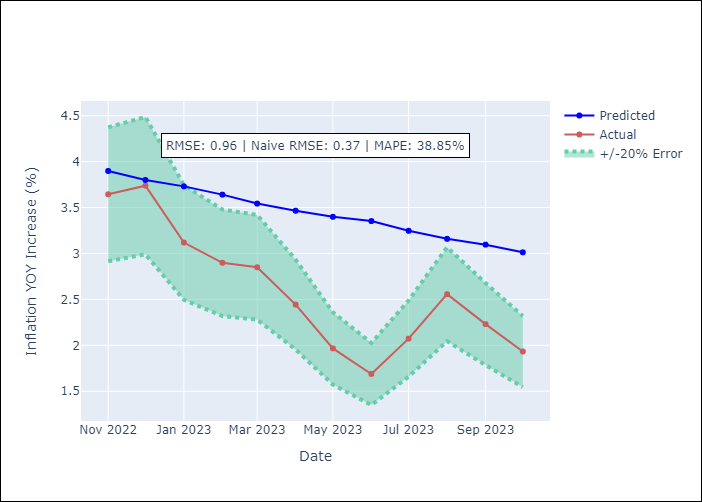 Predicted
Actual
+/-20% Error
RMSE: 0.96 | Naive RMSE: 0.37 | MAPE: 38.85%
Inflation YOY Increase (%)
4.5
4
3.5
3
2.5
2
1.5
Nov 2022 Jan 2023 Mar 2023 May 2023 Jul 2023 Sep 2023
Date